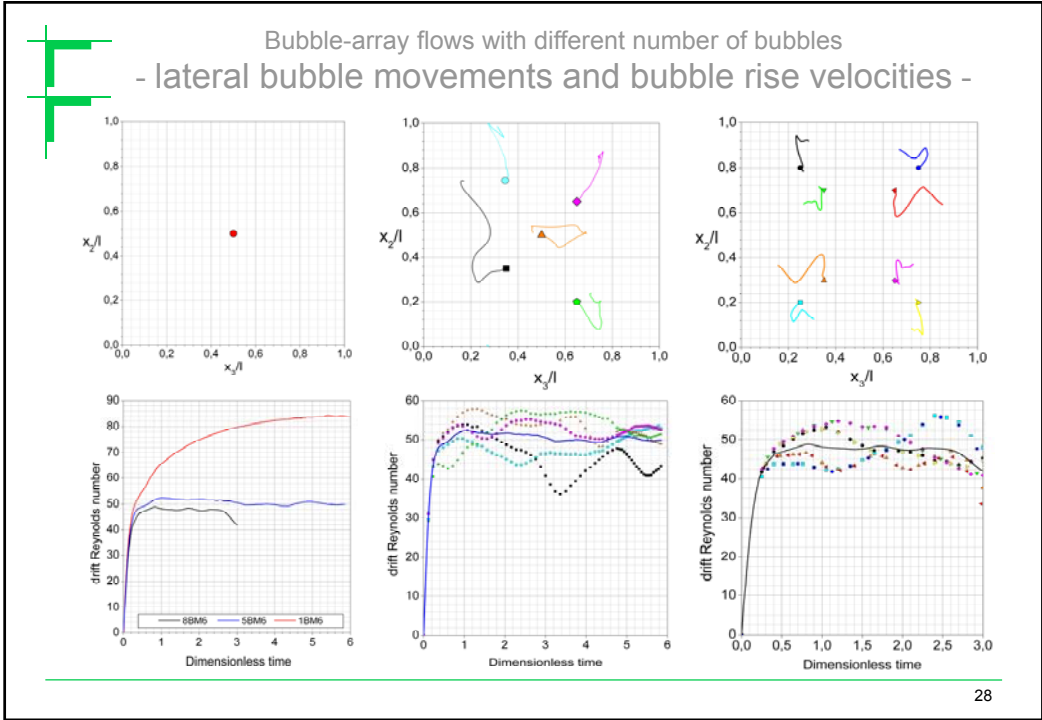 Bubble-array flows with different number of bubbles
- lateral bubble movements and bubble rise velocities -
1,0
0,8
0,6
x2/l
0,4
0,2
0,0
0,0 0,2 0,4 0,6 0,8 1,0
x3/l
1,0
0,8
0,6
x2/l
0,4
0,2
0,0
0,0 0,2 0,4 0,6 0,8 1,0
x3/l
1,0
0,8
0,6
x2/l
0,4
0,2
0,0
0,0 0,2 0,4 0,6 0,8 1,0
x3/l
90
80
70
60
50
40
30
20
10
0
drift Reynolds number
8BM6 5BM6 1BM6
0 1 2 3 4 5 6
Dimensionless time
60
50
40
30
20
10
0
drift Reynolds number
0 1 2 3 4 5 6
Dimensionless time
60
50
40
30
20
10
0
drift Reynolds number
0,0 0,5 1,0 1,5 2,0 2,5 3,0
Dimensionless time
28